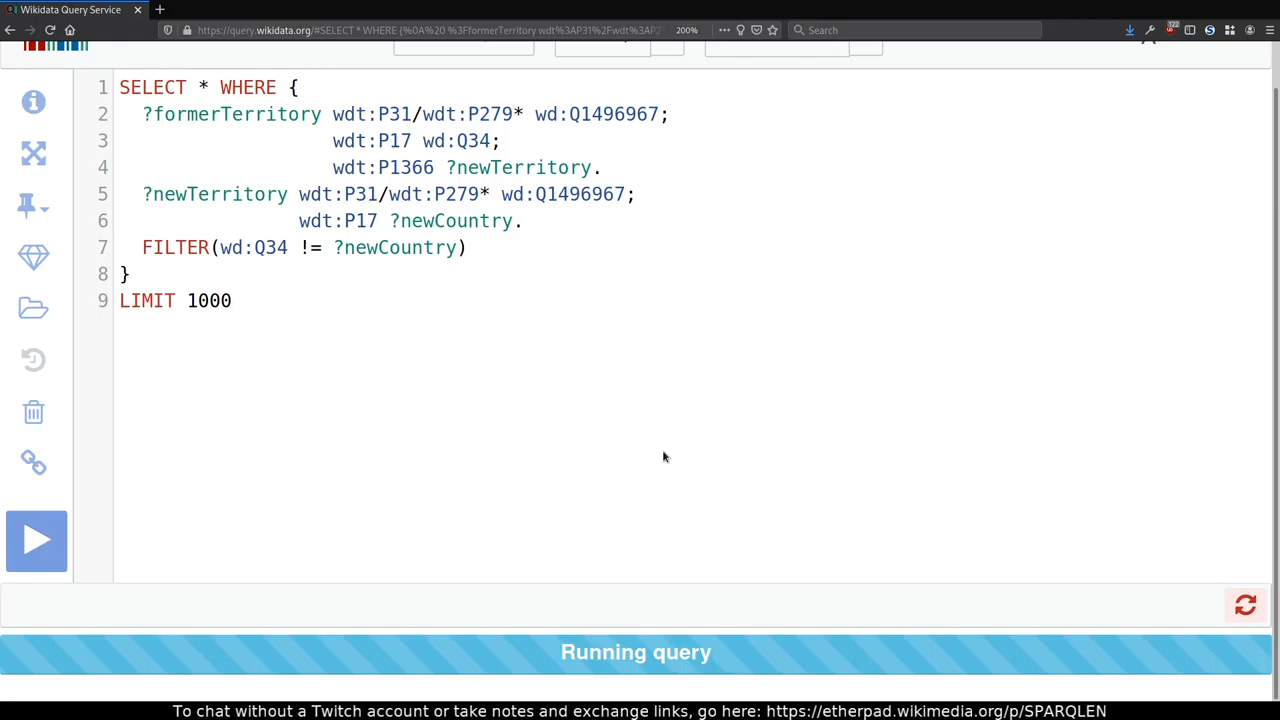 Wikidata Query Service
https://query.wikidata.org/#SELECT * WHERE {%0A%20 %3FformerTerritory wdt%3AP31%2Fwdt%3AP2
200%
Search
122
1 SELECT * WHERE {
2 ?formerTerritory wdt:P31/wdt:P279* wd:Q1496967;
3 wdt:P17 wd:Q34;
4 wdt:P1366 ?newTerritory.
5 ?newTerritory wdt:P31/wdt:P279* wd:Q1496967;
6 wdt:P17 ?newCountry.
7 FILTER(wd:Q34 != ?newCountry)
8 }
9 LIMIT 1000
Running query
To chat without a Twitch account or take notes and exchange links, go here: https://etherpad.wikimedia.org/p/SPARQLEN